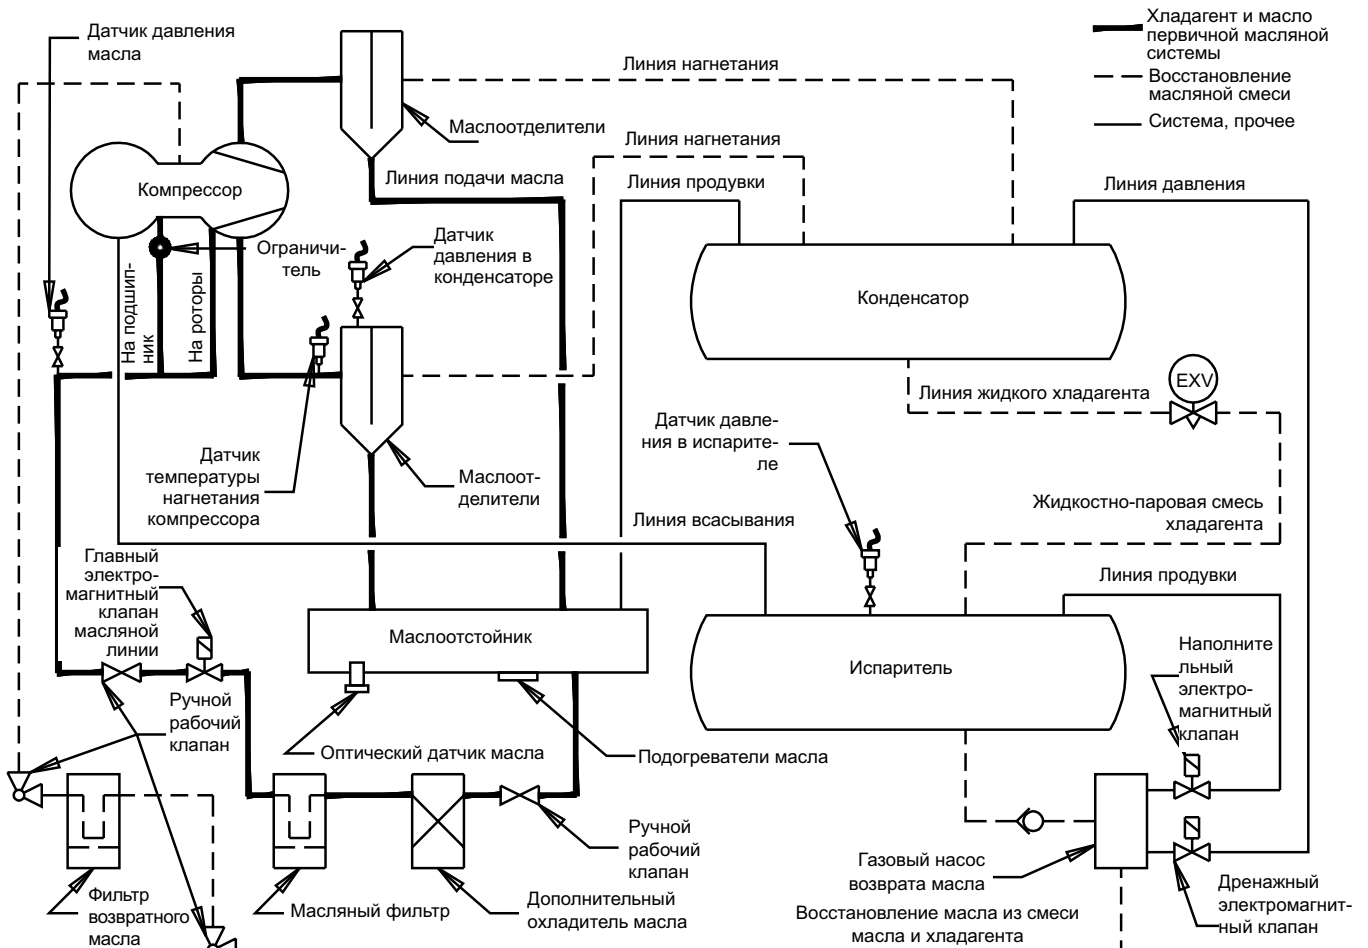 Датчик давления
масла
Хладагент и масло
первичной масляной
системы
Восстановление
масляной смеси
Система, прочее
Линия нагнетания
Маслоотделители
Линия нагнетания
Линия подачи масла
Линия продувки
Линия давления
Компрессор
Ограничи-
тель
Датчик
давления в
конденсаторе
На подшип-
ник
На роторы
Конденсатор
EXV
Линия жидкого хладагента
Датчик давле-
ния в испарите-
ле
Датчик
температуры
нагнетания
компрессора
Маслоот-
делители
Жидкостно-паровая смесь
хладагента
Линия всасывания
Главный
электро-
магнитный
клапан
масляной
линии
Линия продувки
Маслоотстойник
Испаритель
Наполните
льный
электро-
магнитный
клапан
Ручной
рабочий
клапан
Оптический датчик масла
Подогреватели масла
Ручной
рабочий
клапан
Газовый насос
возврата масла
Фильтр
возвратного
масла
Масляный фильтр
Дополнительный
охладитель масла
Восстановление масла из смеси
масла и хладагента
Дренажный
электромагнит-
ный клапан